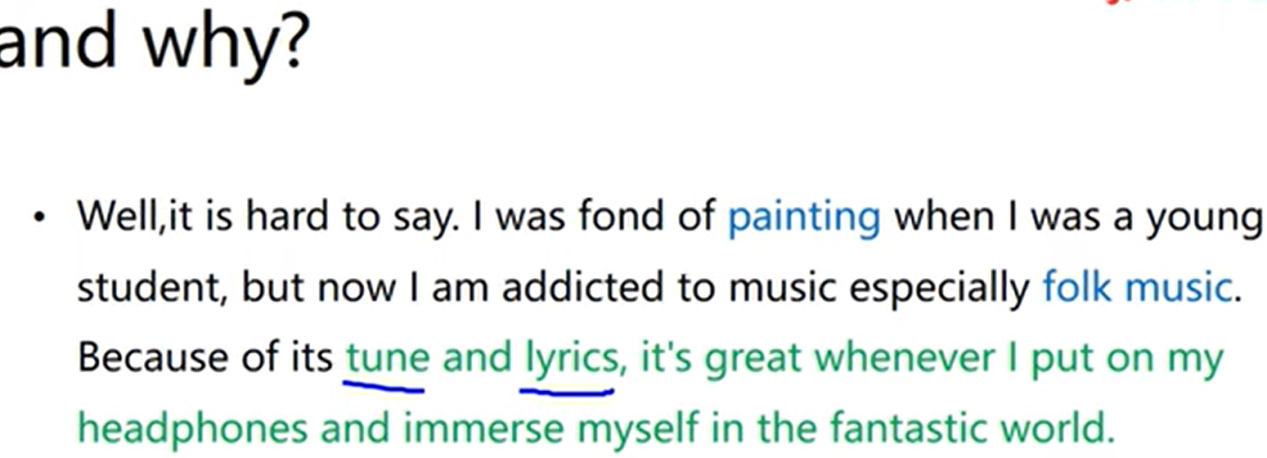 and why?
• Well,it is hard to say. I was fond of painting when I was a young
student, but now I am addicted to music especially folk music.
Because of its tune and lyrics, it's great whenever I put on my
headphones and immerse myself in the fantastic world.